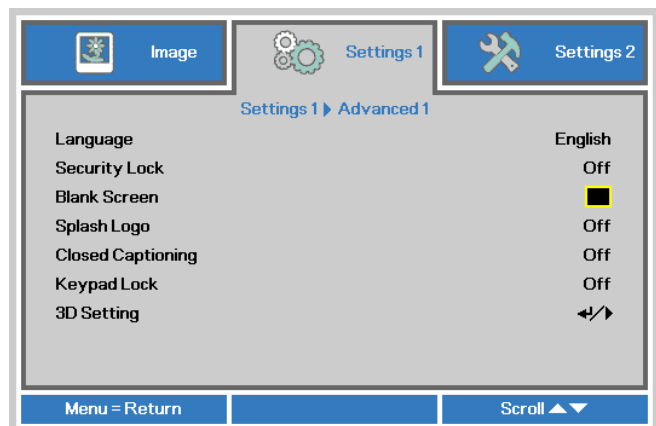 Image Settings 1 Settings 2
Settings 1 ▶ Advanced 1
Language English
Security Lock Off
Blank Screen
Splash Logo Off
Closed Captioning Off
Keypad Lock Off
3D Setting ↵/▶
Menu = Return Scroll ▲▼